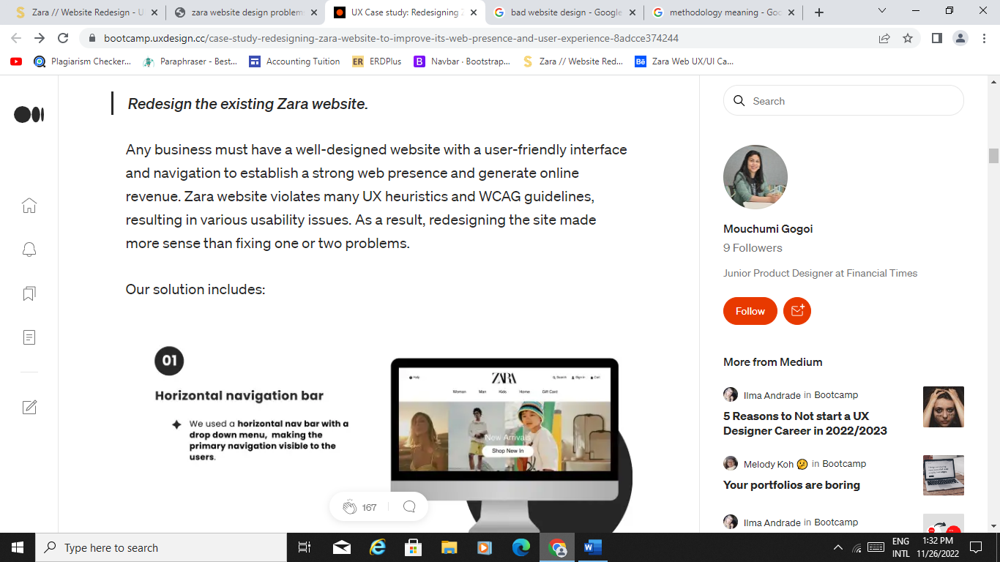 Zara // Website Redesign - U
zara website design problem
UX Case study: Redesigning Z
bad website design - Google
methodology meaning - Goo
bootcamp.uxdesign.cc/case-study-redesigning-zara-website-to-improve-its-web-presence-and-user-experience-8adcce374244
Plagiarism Checker...
Paraphraser - Best...
Accounting Tuition
ER ERDPlus
B Navbar · Bootstrap...
Zara // Website Red...
Bē Zara Web UX/UI Ca...
Redesign the existing Zara website.
Any business must have a well-designed website with a user-friendly interface
and navigation to establish a strong web presence and generate online
revenue. Zara website violates many UX heuristics and WCAG guidelines,
resulting in various usability issues. As a result, redesigning the site made
more sense than fixing one or two problems.
Our solution includes:
01
Horizontal navigation bar
We used a horizontal nav bar with a
drop down menu, making the
primary navigation visible to the
users.
Help
ZARA
Search Sign in Cart
Woman Man Kids Home Gift Card
New Arrivals
Shop New In
167
Search
Mouchumi Gogoi
9 Followers
Junior Product Designer at Financial Times
Follow
More from Medium
Ilma Andrade in Bootcamp
5 Reasons to Not start a UX
Designer Career in 2022/2023
Melody Koh in Bootcamp
Your portfolios are boring
Ilma Andrade in Bootcamp
Type here to search
ENG
INTL
1:32 PM
11/26/2022